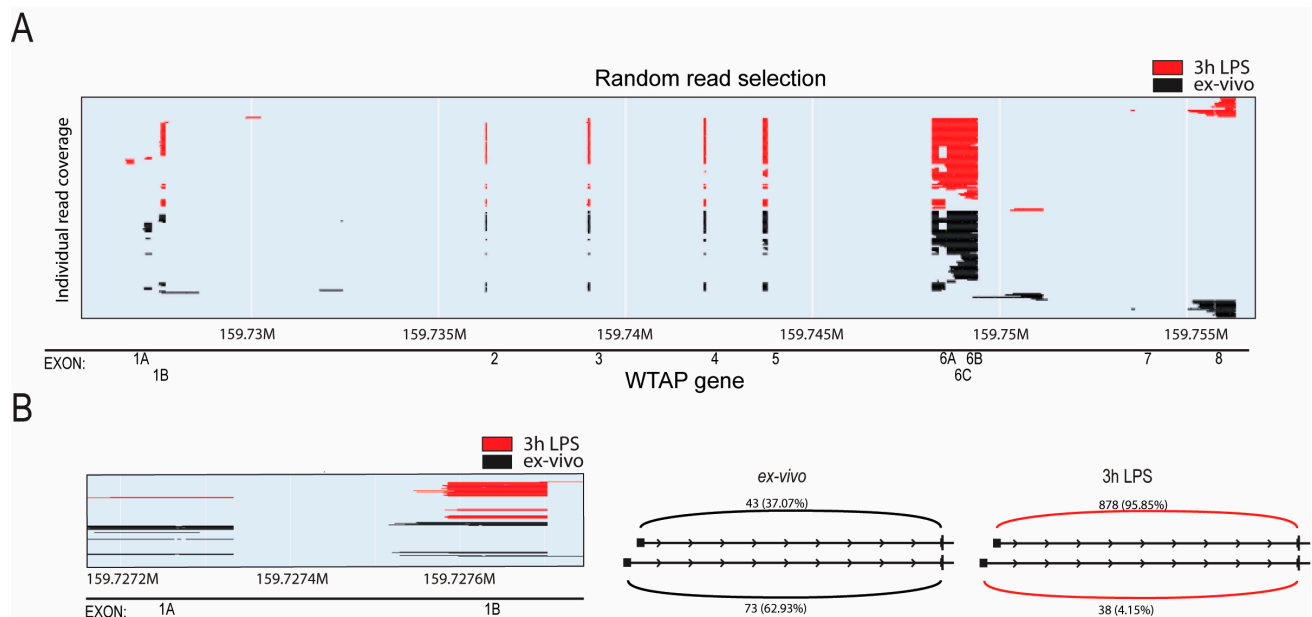 A
Random read selection
3h LPS
ex-vivo
Individual read coverage
159.73M 159.735M 159.74M 159.745M 159.75M 159.755M
EXON: 1A 2 3 4 5 6A 6B 7 8
1B 6C
WTAP gene
B
3h LPS
ex-vivo
159.7272M 159.7274M 159.7276M
EXON: 1A 1B
ex-vivo
43 (37.07%)
73 (62.93%)
3h LPS
878 (95.85%)
38 (4.15%)